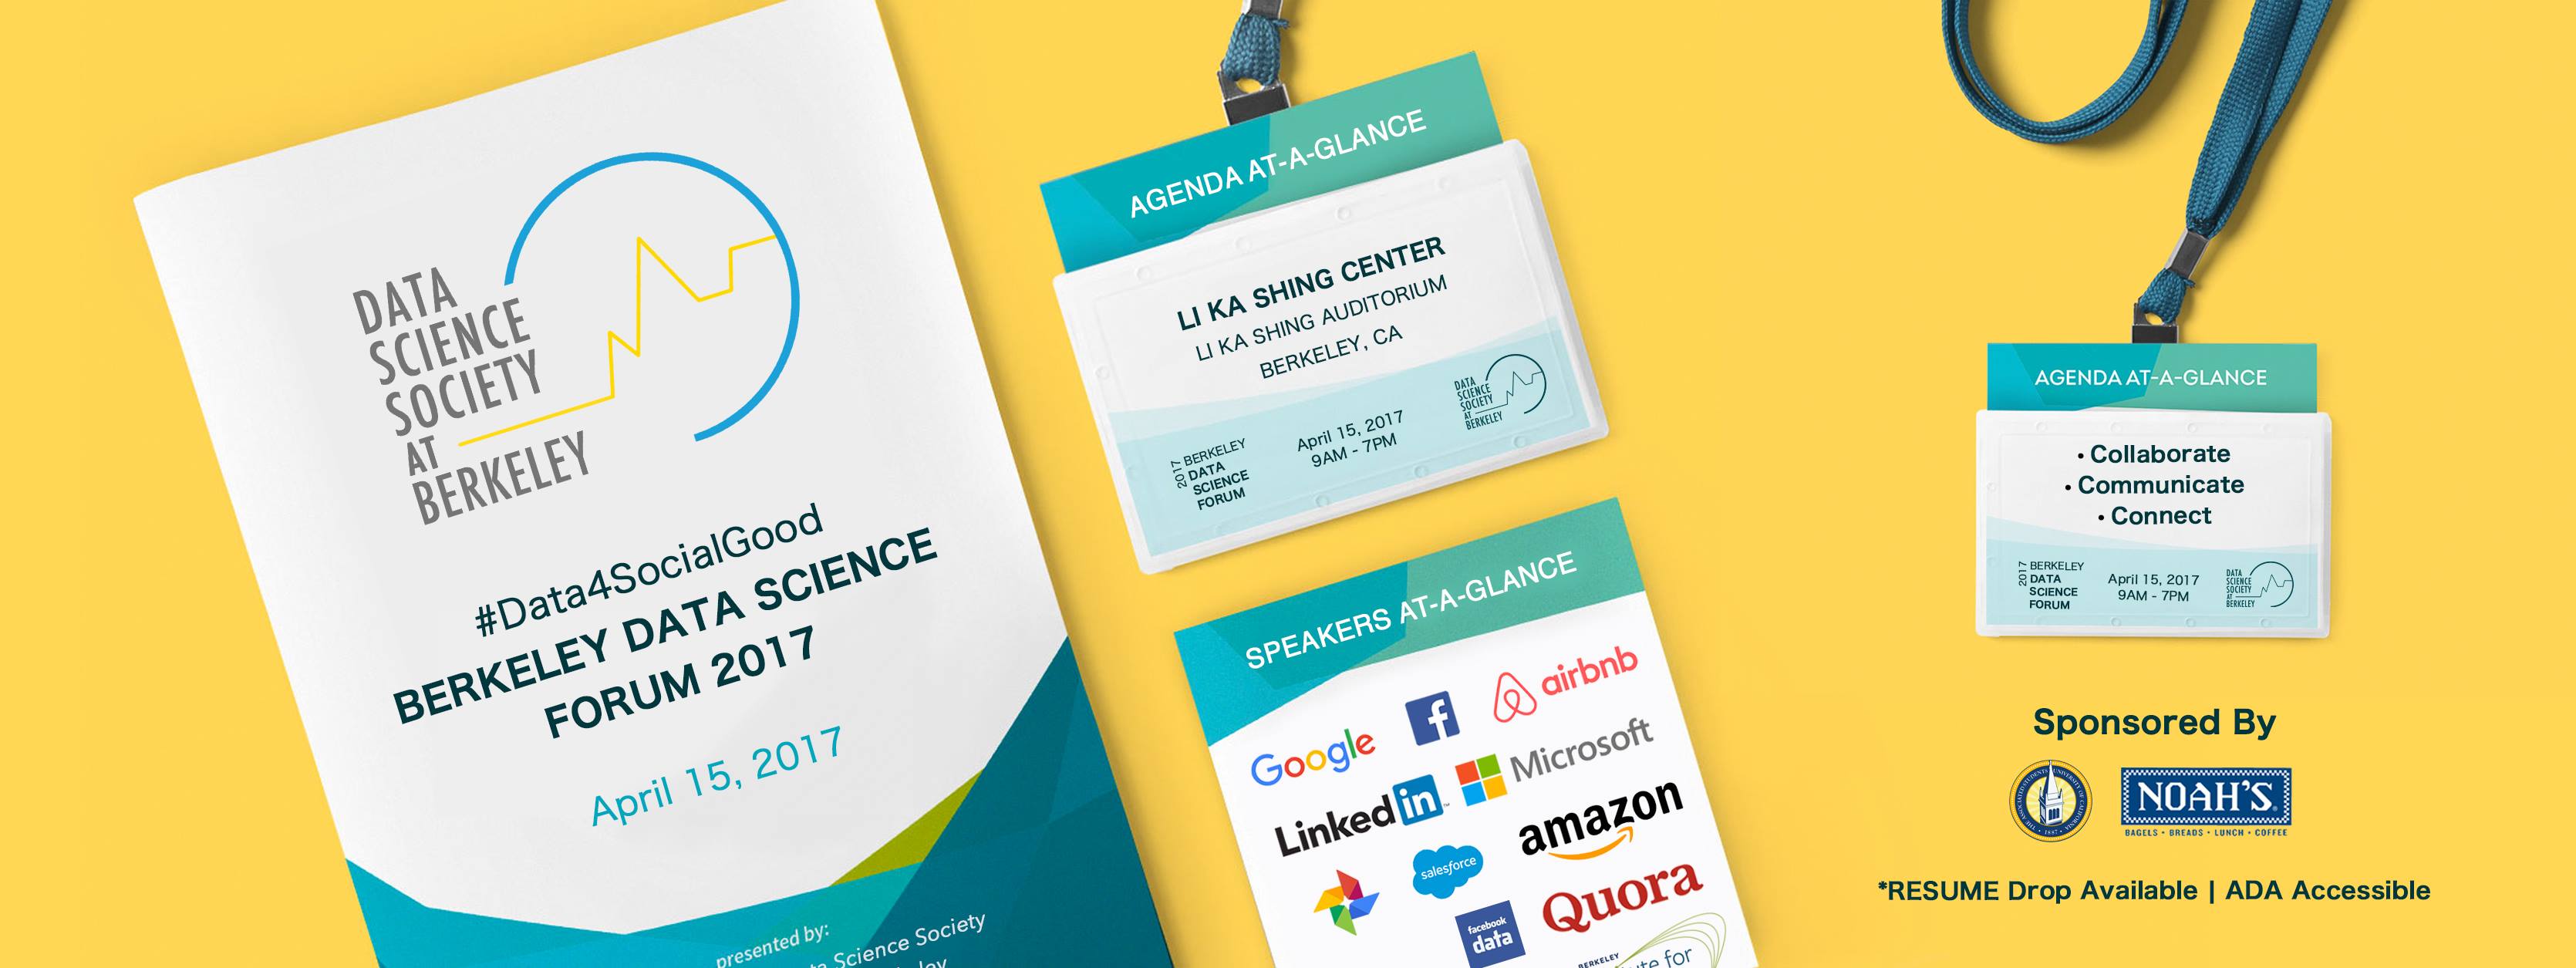 DATA
SCIENCE
SOCIETY
AT
BERKELEY
#Data4SocialGood
BERKELEY DATA SCIENCE
FORUM 2017
April 15, 2017
presented by:
Science Society
AGENDA AT-A-GLANCE
LI KA SHING CENTER
LI KA SHING AUDITORIUM
BERKELEY, CA
2017 BERKELEY
DATA
SCIENCE
FORUM
April 15, 2017
9AM - 7PM
DATA
SCIENCE
SOCIETY
AT
BERKELEY
SPEAKERS AT-A-GLANCE
Google
f
airbnb
Linked in
Microsoft
salesforce
amazon
facebook
data
Quora
BERKELEY
for
AGENDA AT-A-GLANCE
• Collaborate
• Communicate
• Connect
2017 BERKELEY
DATA
SCIENCE
FORUM
April 15, 2017
9AM - 7PM
DATA
SCIENCE
SOCIETY
AT
BERKELEY
Sponsored By
NOAH'S
BAGELS • BREADS • LUNCH • COFFEE
*RESUME Drop Available | ADA Accessible